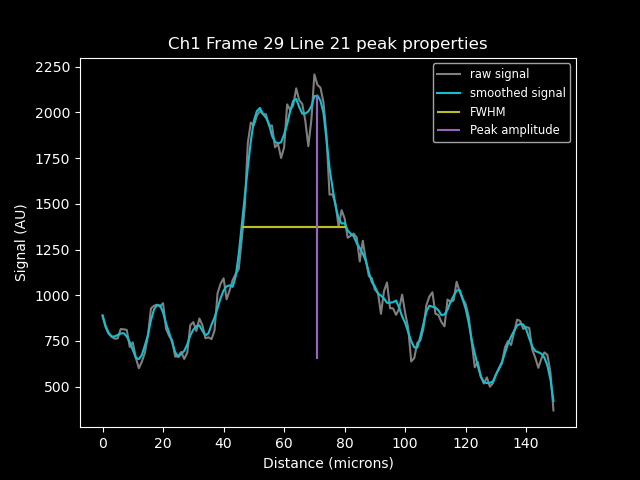 Ch1 Frame 29 Line 21 peak properties
raw signal
smoothed signal
FWHM
Peak amplitude
Signal (AU)
2250
2000
1750
1500
1250
1000
750
500
0 20 40 60 80 100 120 140
Distance (microns)